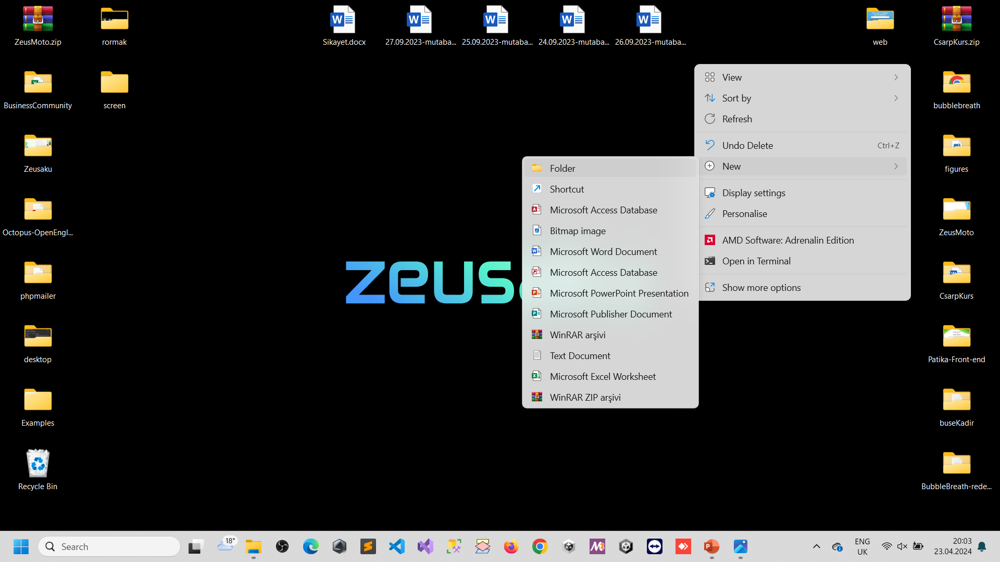 ZeusMoto.zip
rormak
Sikayet.docx
27.09.2023-mutaba...
25.09.2023-mutaba...
24.09.2023-mutaba...
26.09.2023-mutaba...
web
CsarpKurs.zip
BusinessCommunity
screen
bubblebreath
Zeusaku
figures
Octopus-OpenEngl...
ZeusMoto
phpmailer
CsarpKurs
desktop
Patika-Front-end
Examples
buseKadir
Recycle Bin
BubbleBreath-rede...
View
Sort by
Refresh
Undo Delete Ctrl+Z
New
Display settings
Personalise
AMD Software: Adrenalin Edition
Open in Terminal
Show more options
Folder
Shortcut
Microsoft Access Database
Bitmap image
Microsoft Word Document
Microsoft Access Database
Microsoft PowerPoint Presentation
Microsoft Publisher Document
WinRAR arşivi
Text Document
Microsoft Excel Worksheet
WinRAR ZIP arşivi
zeus
Search
18°
ENG
UK
20:03
23.04.2024